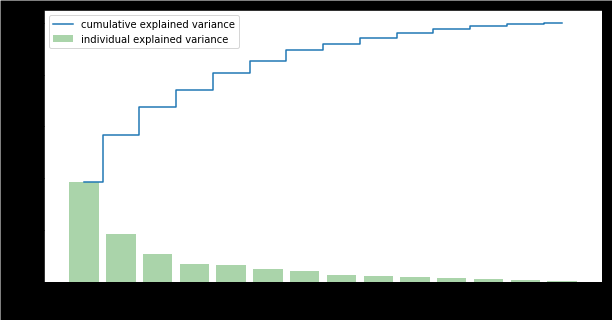 cumulative explained variance
individual explained variance